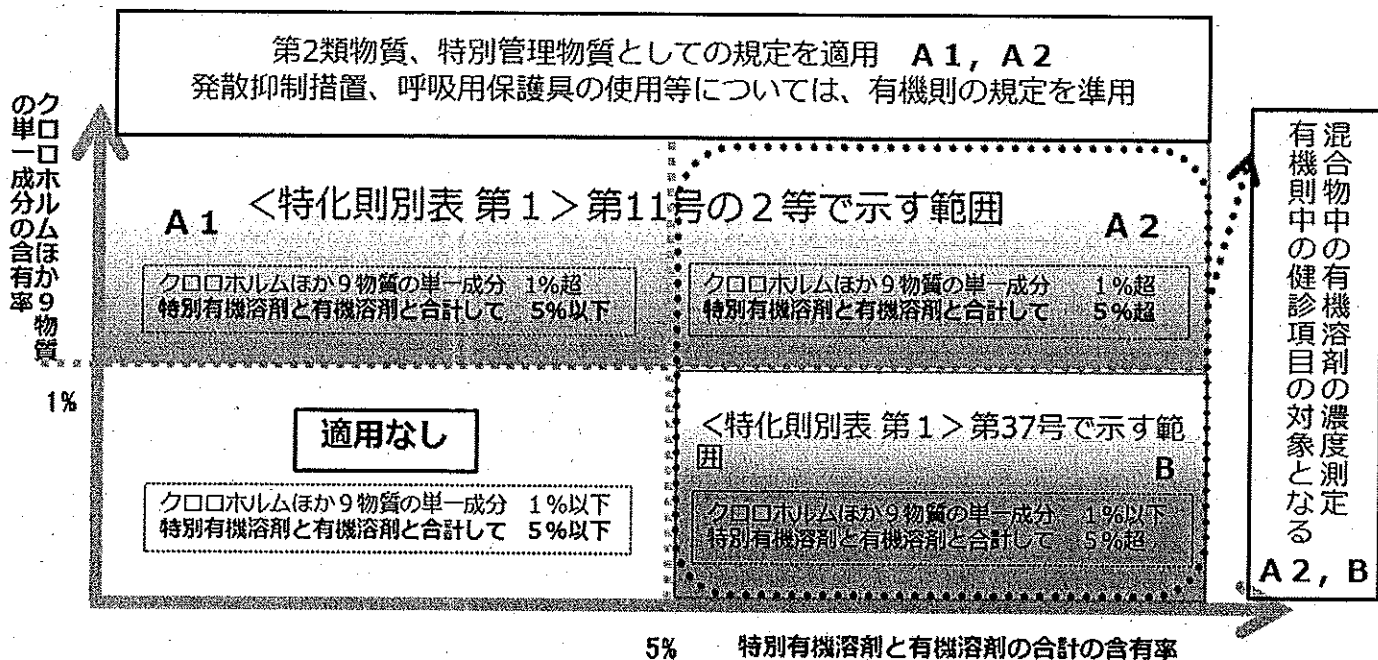 第2類物質、特別管理物質としての規定を適用 A1, A2
発散抑制措置、呼吸用保護具の使用等については、有機則の規定を準用
クロロホルムほか9物質
の単一成分の含有率
<特化則別表 第1>第11号の2等で示す範囲
A1
A2
クロロホルムほか9物質の単一成分 1%超
特別有機溶剤と有機溶剤と合計して 5%以下
クロロホルムほか9物質の単一成分 1%超
特別有機溶剤と有機溶剤と合計して 5%超
1%
適用なし
クロロホルムほか9物質の単一成分 1%以下
特別有機溶剤と有機溶剤と合計して 5%以下
<特化則別表 第1>第37号で示す範
囲
B
クロロホルムほか9物質の単一成分 1%以下
特別有機溶剤と有機溶剤と合計して 5%超
混合物中の有機溶剤の濃度測定
有機則中の健診項目の対象となる
A2, B
5% 特別有機溶剤と有機溶剤の合計の含有率